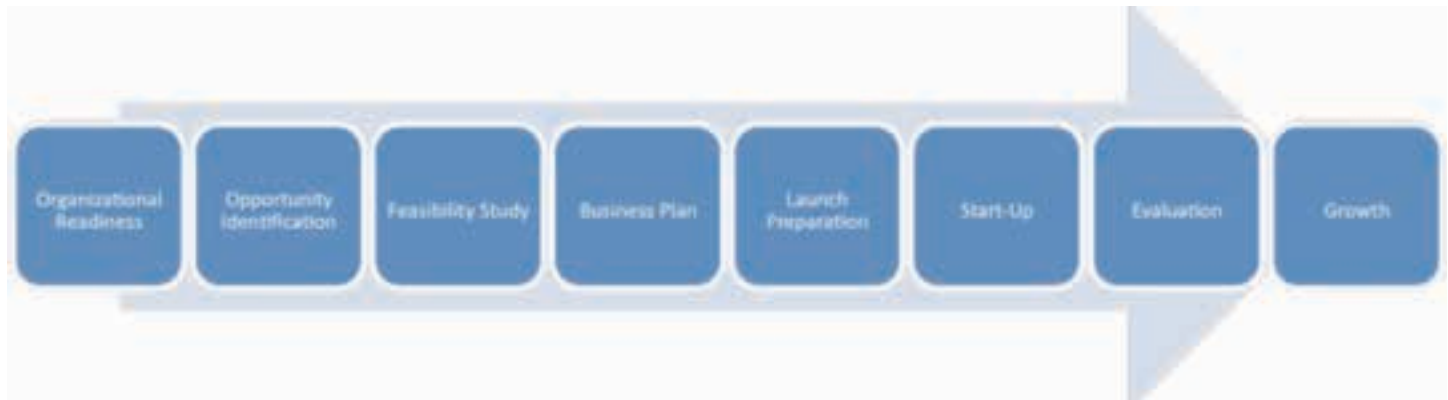 Organizational
Readiness
Opportunity
Identification
Feasibility Study
Business Plan
Launch
Preparation
Start-Up
Evaluation
Growth